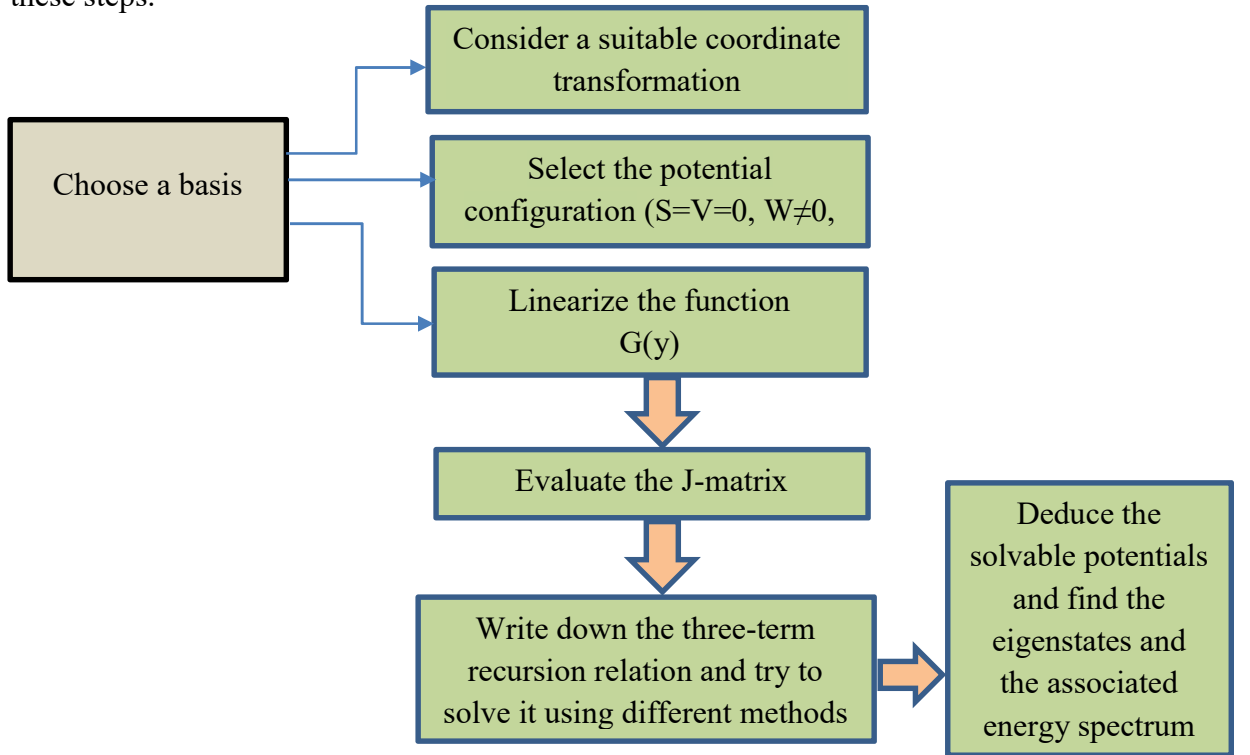 these steps.
Consider a suitable coordinate
transformation
Choose a basis
Select the potential
configuration (S=V=0, W≠0,
Linearize the function
G(y)
Evaluate the J-matrix
Write down the three-term
recursion relation and try to
solve it using different methods
Deduce the
solvable potentials
and find the
eigenstates and
the associated
energy spectrum